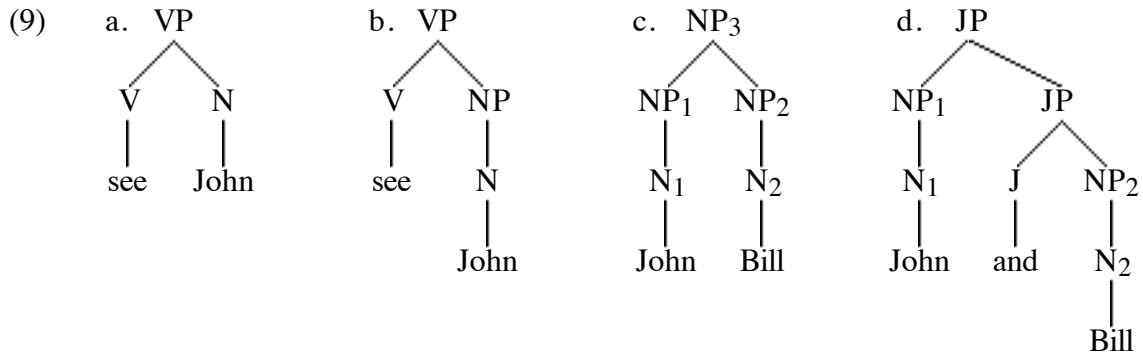 (9) a. VP b. VP c. NP3 d. JP
V N V NP NP1 NP2 NP1 JP
see John see N N1 N2 N1 J NP2
John John Bill John and N2
Bill